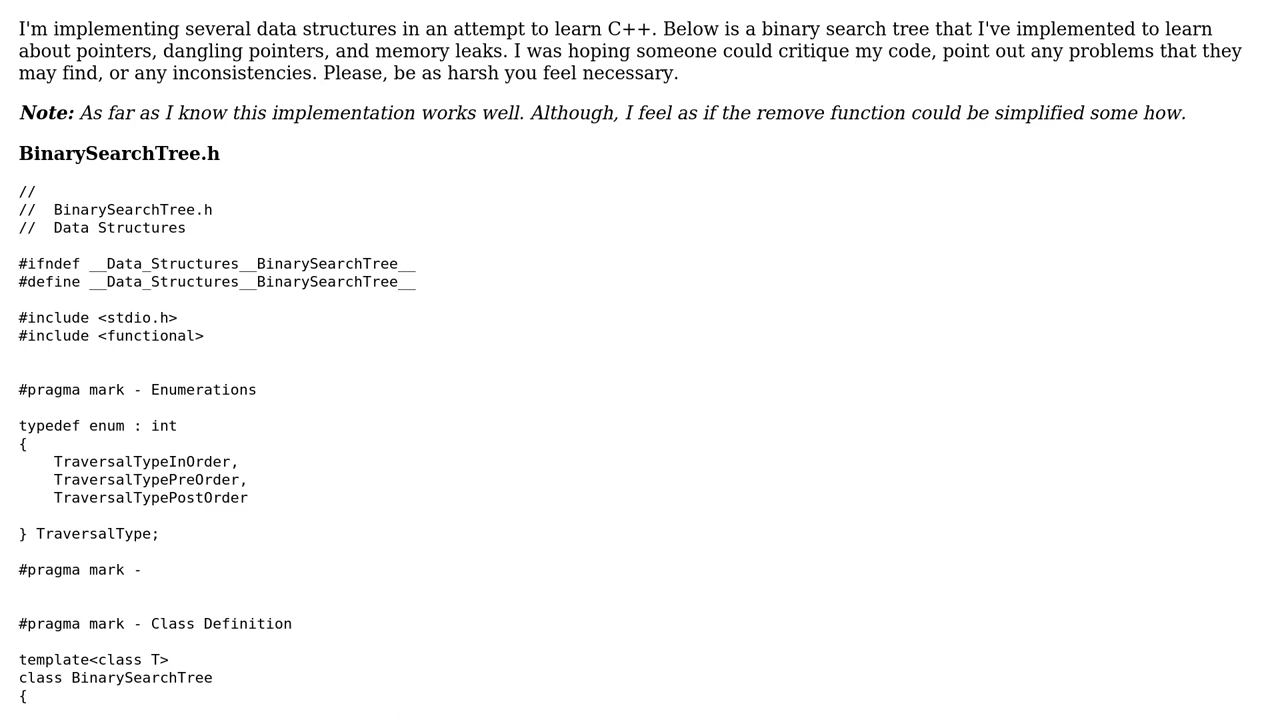 I'm implementing several data structures in an attempt to learn C++. Below is a binary search tree that I've implemented to learn
about pointers, dangling pointers, and memory leaks. I was hoping someone could critique my code, point out any problems that they
may find, or any inconsistencies. Please, be as harsh you feel necessary.
Note: As far as I know this implementation works well. Although, I feel as if the remove function could be simplified some how.
BinarySearchTree.h
//
//  BinarySearchTree.h
//  Data Structures
#ifndef __Data_Structures__BinarySearchTree__
#define __Data_Structures__BinarySearchTree__
#include <stdio.h>
#include <functional>
#pragma mark - Enumerations
typedef enum : int
{
    TraversalTypeInOrder,
    TraversalTypePreOrder,
    TraversalTypePostOrder
} TraversalType;
#pragma mark -
#pragma mark - Class Definition
template<class T>
class BinarySearchTree
{